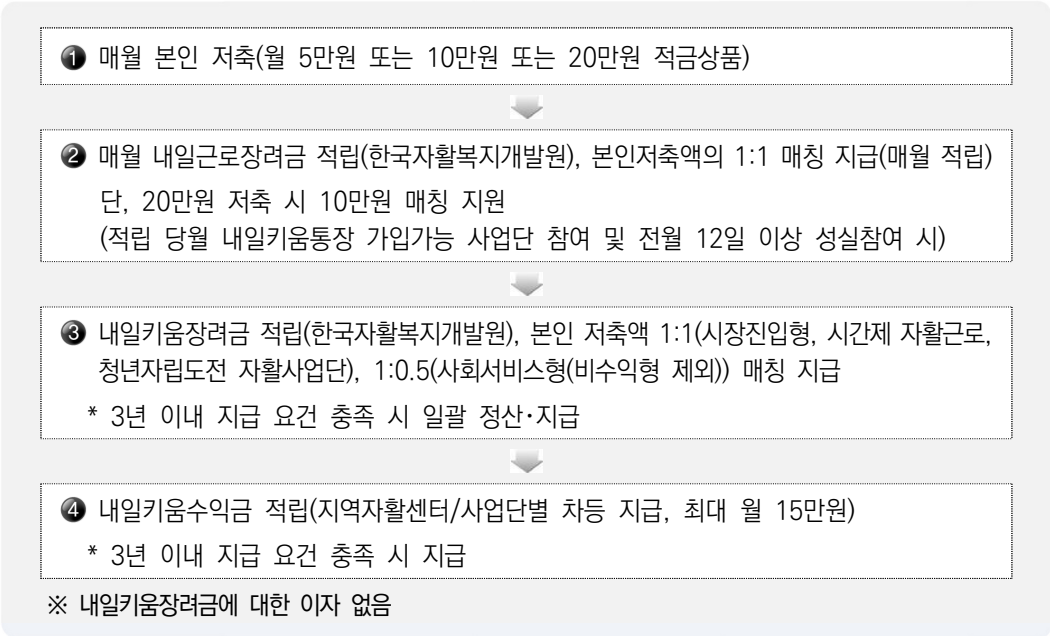 ❶ 매월 본인 저축(월 5만원 또는 10만원 또는 20만원 적금상품)
❷ 매월 내일근로장려금 적립(한국자활복지개발원), 본인저축액의 1:1 매칭 지급(매월 적립)
단, 20만원 저축 시 10만원 매칭 지원
(적립 당월 내일키움통장 가입가능 사업단 참여 및 전월 12일 이상 성실참여 시)
❸ 내일키움장려금 적립(한국자활복지개발원), 본인 저축액 1:1(시장진입형, 시간제 자활근로,
청년자립도전 자활사업단), 1:0.5(사회서비스형(비수익형 제외)) 매칭 지급
* 3년 이내 지급 요건 충족 시 일괄 정산·지급
❹ 내일키움수익금 적립(지역자활센터/사업단별 차등 지급, 최대 월 15만원)
* 3년 이내 지급 요건 충족 시 지급
※ 내일키움장려금에 대한 이자 없음